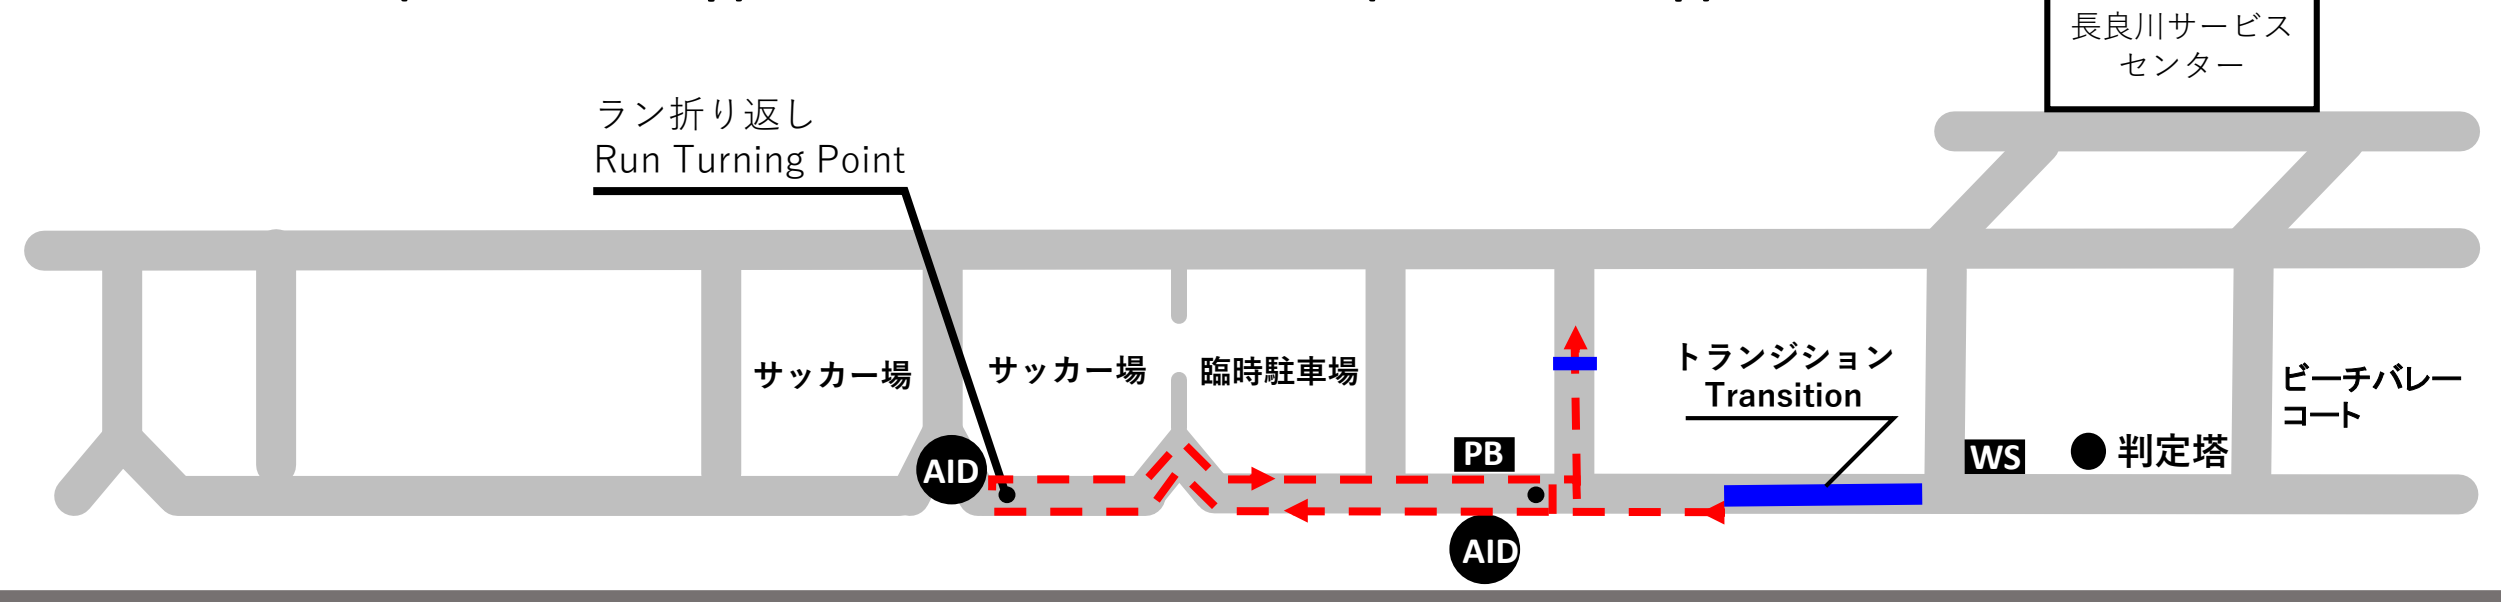 長良川サービス
センター
ラン折り返し
Run Turning Point
サッカー場
サッカー場
臨時駐車場
トランジション
Transition
ビーチバレー
コート
PB
WS
判定塔
AID
AID